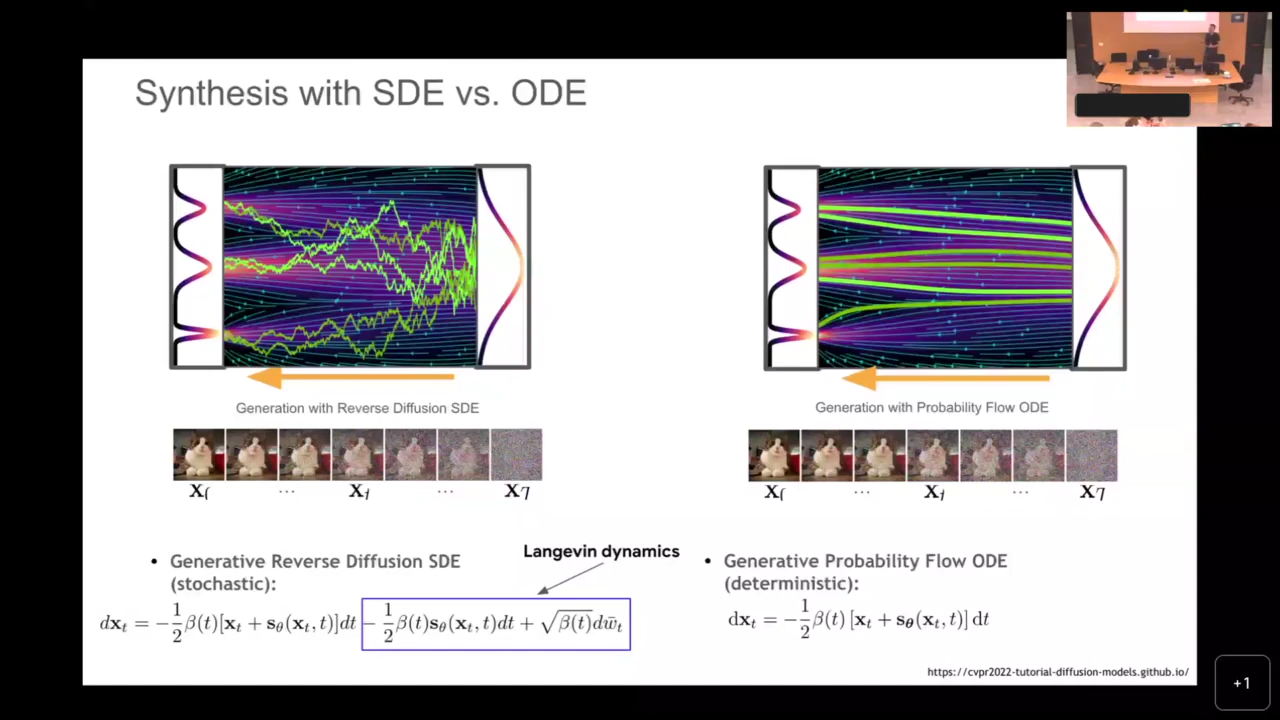 Synthesis with SDE vs. ODE
Generation with Reverse Diffusion SDE
Generation with Probability Flow ODE
... X_t ...
... X_t ...
Langevin dynamics
• Generative Reverse Diffusion SDE
(stochastic):
dx_t = -1/2 β(t)[x_t + s_θ(x_t, t)]dt - 1/2 β(t)s_θ(x_t, t)dt + √β(t) dw̄_t
• Generative Probability Flow ODE
(deterministic):
dx_t = -1/2 β(t) [x_t + s_θ(x_t, t)] dt
https://cvpr2022-tutorial-diffusion-models.github.io/
+1